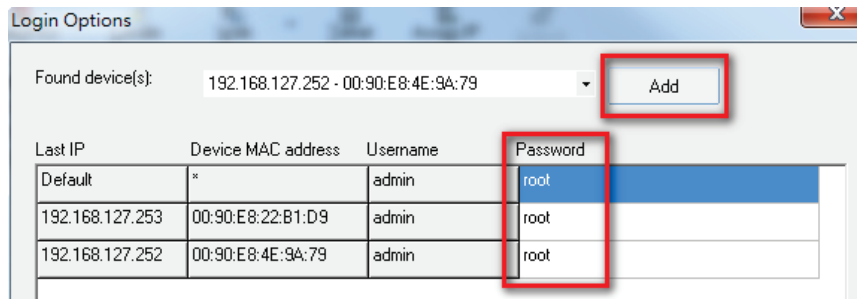 Login Options
Found device(s): 192.168.127.252 - 00:90:E8:4E:9A:79 Add
Last IP Device MAC address Username Password
Default * admin root
192.168.127.253 00:90:E8:22:B1:D9 admin root
192.168.127.252 00:90:E8:4E:9A:79 admin root